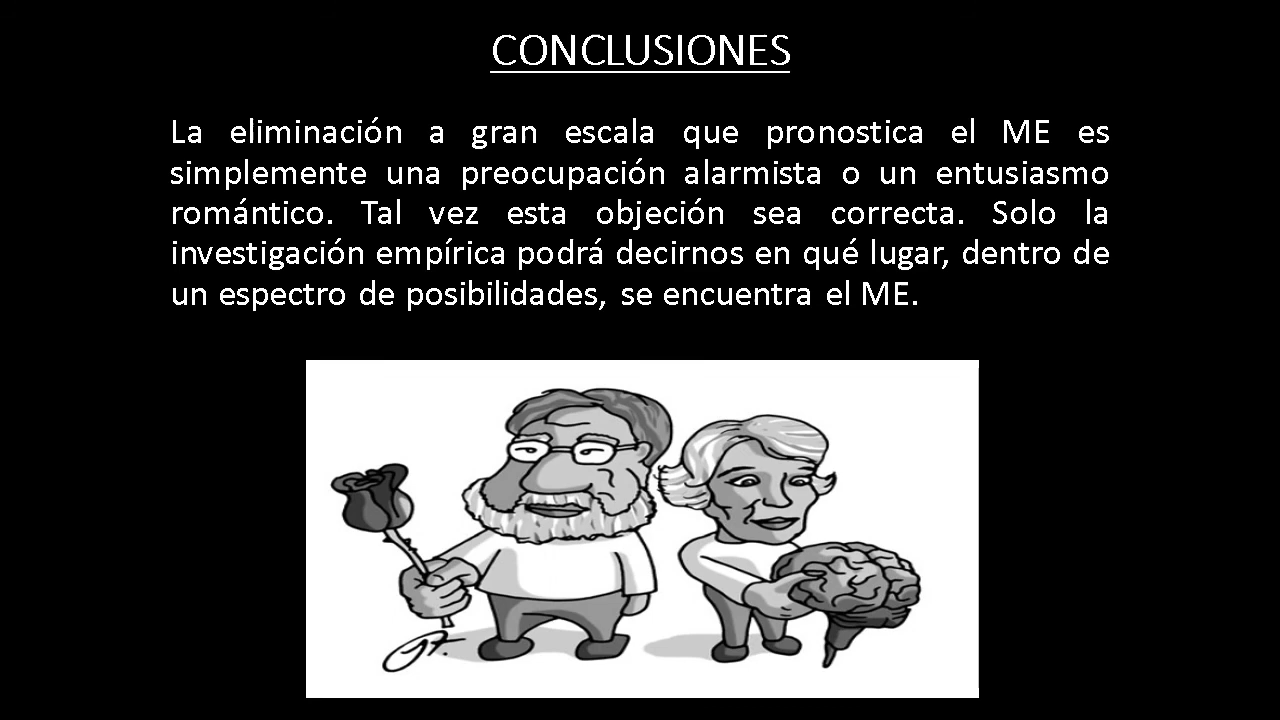 CONCLUSIONES
La eliminación a gran escala que pronostica el ME es
simplemente una preocupación alarmista o un entusiasmo
romántico. Tal vez esta objeción sea correcta. Solo la
investigación empírica podrá decirnos en qué lugar, dentro de
un espectro de posibilidades, se encuentra el ME.